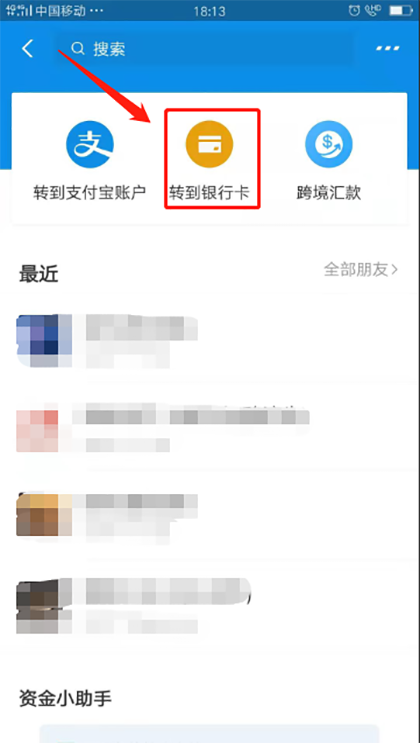 中国移动 18:13
搜索
支
转到支付宝账户 转到银行卡 跨境汇款
最近 全部朋友
资金小助手